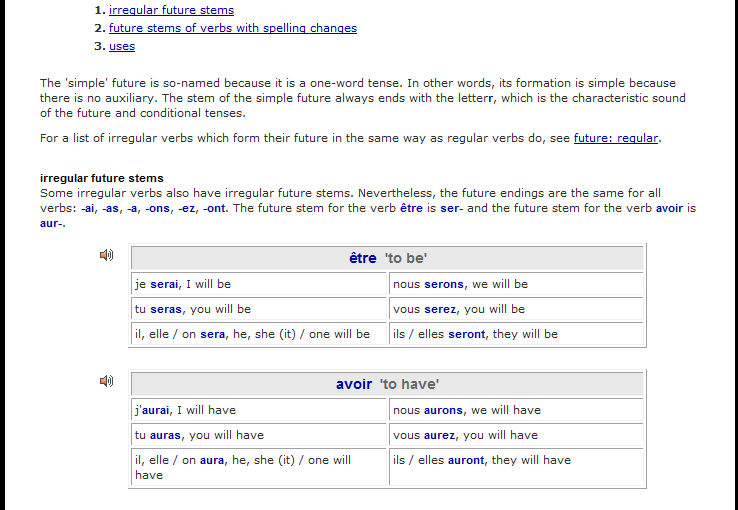 1. irregular future stems
2. future stems of verbs with spelling changes
3. uses
The 'simple' future is so-named because it is a one-word tense. In other words, its formation is simple because
there is no auxiliary. The stem of the simple future always ends with the letterr, which is the characteristic sound
of the future and conditional tenses.
For a list of irregular verbs which form their future in the same way as regular verbs do, see future: regular.
irregular future stems
Some irregular verbs also have irregular future stems. Nevertheless, the future endings are the same for all
verbs: -ai, -as, -a, -ons, -ez, -ont. The future stem for the verb être is ser- and the future stem for the verb avoir is
aur-.
être 'to be'
je serai, I will be
nous serons, we will be
tu seras, you will be
vous serez, you will be
il, elle / on sera, he, she (it) / one will be
ils / elles seront, they will be
avoir 'to have'
j'aurai, I will have
nous aurons, we will have
tu auras, you will have
vous aurez, you will have
il, elle / on aura, he, she (it) / one will
have
ils / elles auront, they will have